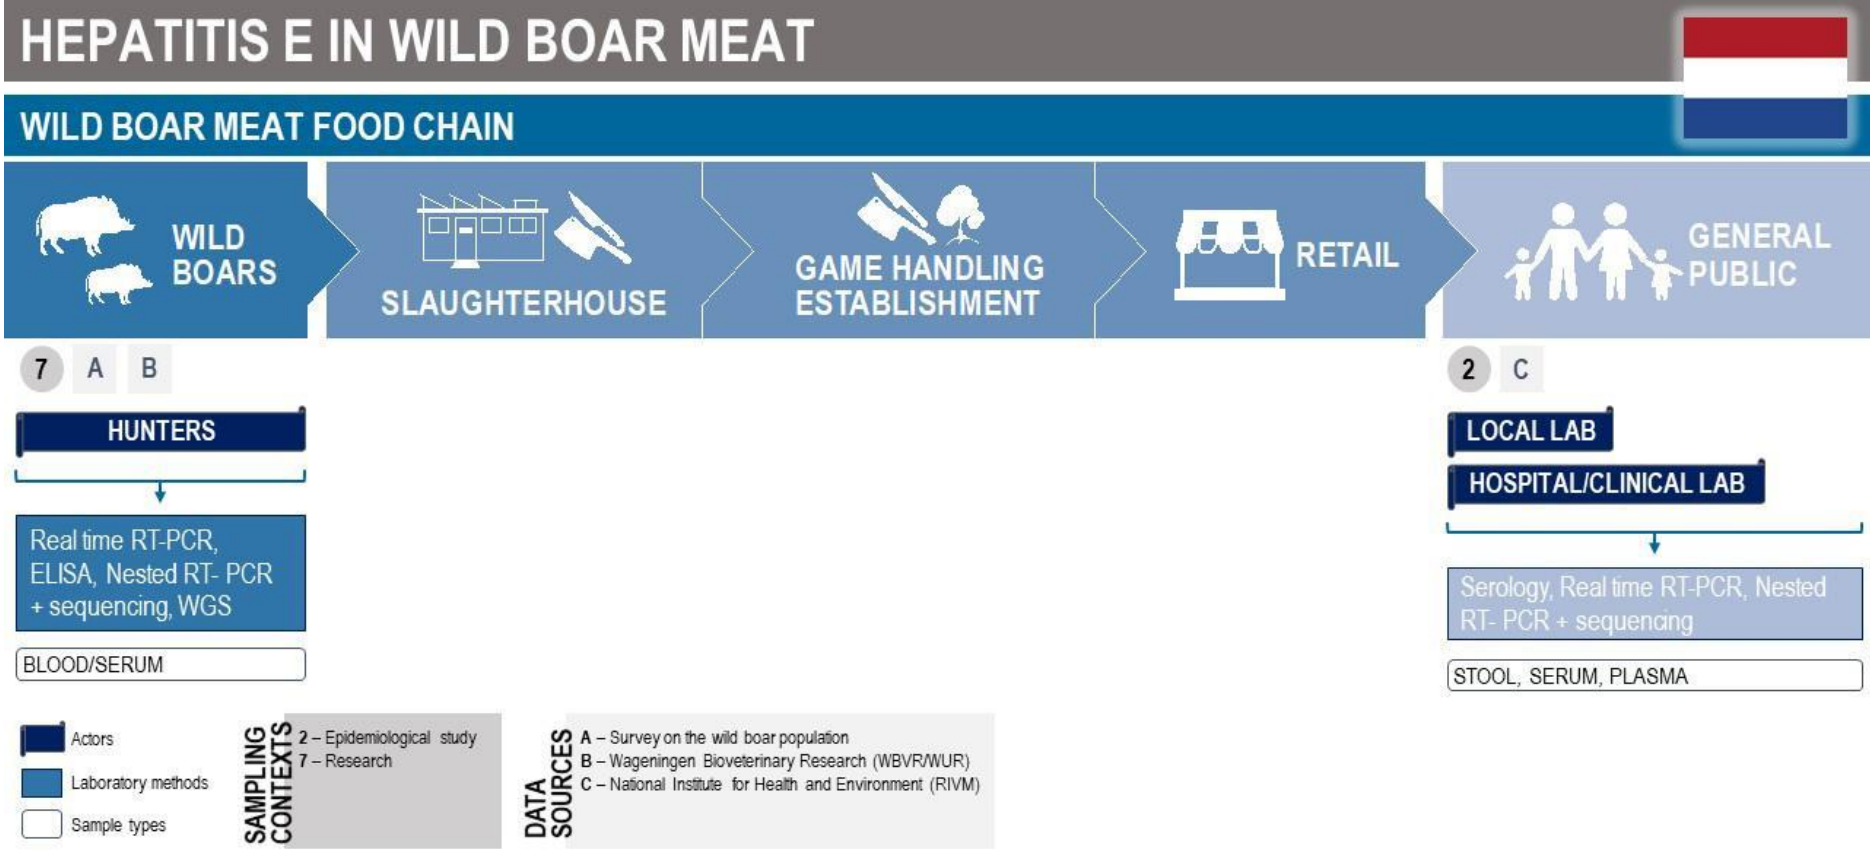 HEPATITIS E IN WILD BOAR MEAT
WILD BOAR MEAT FOOD CHAIN
WILD
BOARS
SLAUGHTERHOUSE
GAME HANDLING
ESTABLISHMENT
RETAIL
GENERAL
PUBLIC
7 A B
HUNTERS
Real time RT-PCR,
ELISA, Nested RT- PCR
+ sequencing, WGS
BLOOD/SERUM
2 C
LOCAL LAB
HOSPITAL/CLINICAL LAB
Serology, Real time RT-PCR, Nested
RT- PCR + sequencing
STOOL, SERUM, PLASMA
Actors
Laboratory methods
Sample types
SAMPLING
CONTEXTS
2 – Epidemiological study
7 – Research
DATA
SOURCES
A – Survey on the wild boar population
B – Wageningen Bioveterinary Research (WBVR/WUR)
C – National Institute for Health and Environment (RIVM)